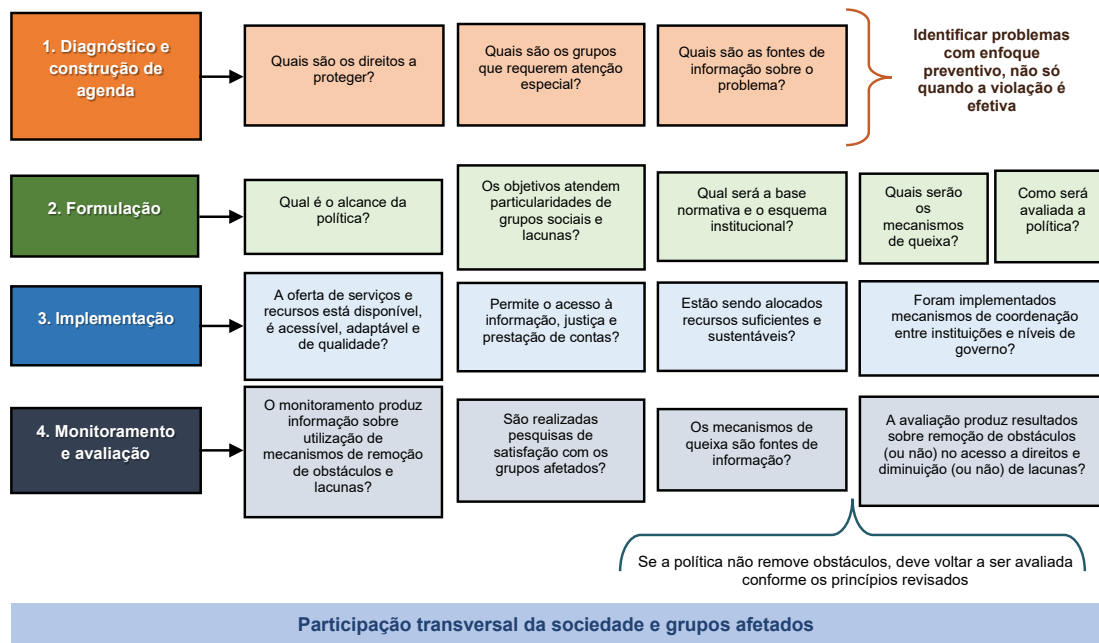 1. Diagnóstico e
construção de
agenda
Quais são os direitos a
proteger?
Quais são os grupos
que requerem atenção
especial?
Quais são as fontes de
informação sobre o
problema?
Identificar problemas
com enfoque
preventivo, não só
quando a violação é
efetiva
2. Formulação
Qual é o alcance da
política?
Os objetivos atendem
particularidades de
grupos sociais e
lacunas?
Qual será a base
normativa e o esquema
institucional?
Quais serão
os
mecanismos
de queixa?
Como será
avaliada a
política?
3. Implementação
A oferta de serviços e
recursos está disponível,
é acessível, adaptável e
de qualidade?
Permite o acesso à
informação, justiça e
prestação de contas?
Estão sendo alocados
recursos suficientes e
sustentáveis?
Foram implementados
mecanismos de coordenação
entre instituições e níveis de
governo?
4. Monitoramento
e avaliação
O monitoramento produz
informação sobre
utilização de
mecanismos de remoção
de obstáculos e
lacunas?
São realizadas
pesquisas de
satisfação com os
grupos afetados?
Os mecanismos de
queixa são fontes de
informação?
A avaliação produz resultados
sobre remoção de obstáculos
(ou não) no acesso a direitos e
diminuição (ou não) de lacunas?
Se a política não remove obstáculos, deve voltar a ser avaliada
conforme os princípios revisados
Participação transversal da sociedade e grupos afetados